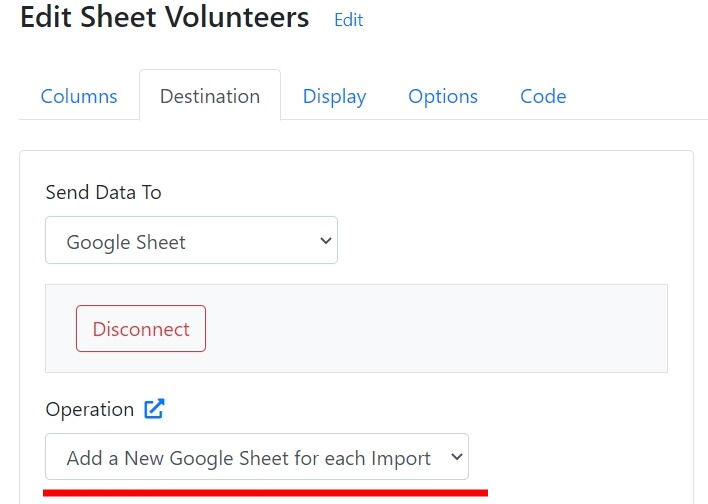 Edit Sheet Volunteers Edit
Columns Destination Display Options Code
Send Data To
Google Sheet
Disconnect
Operation
Add a New Google Sheet for each Import